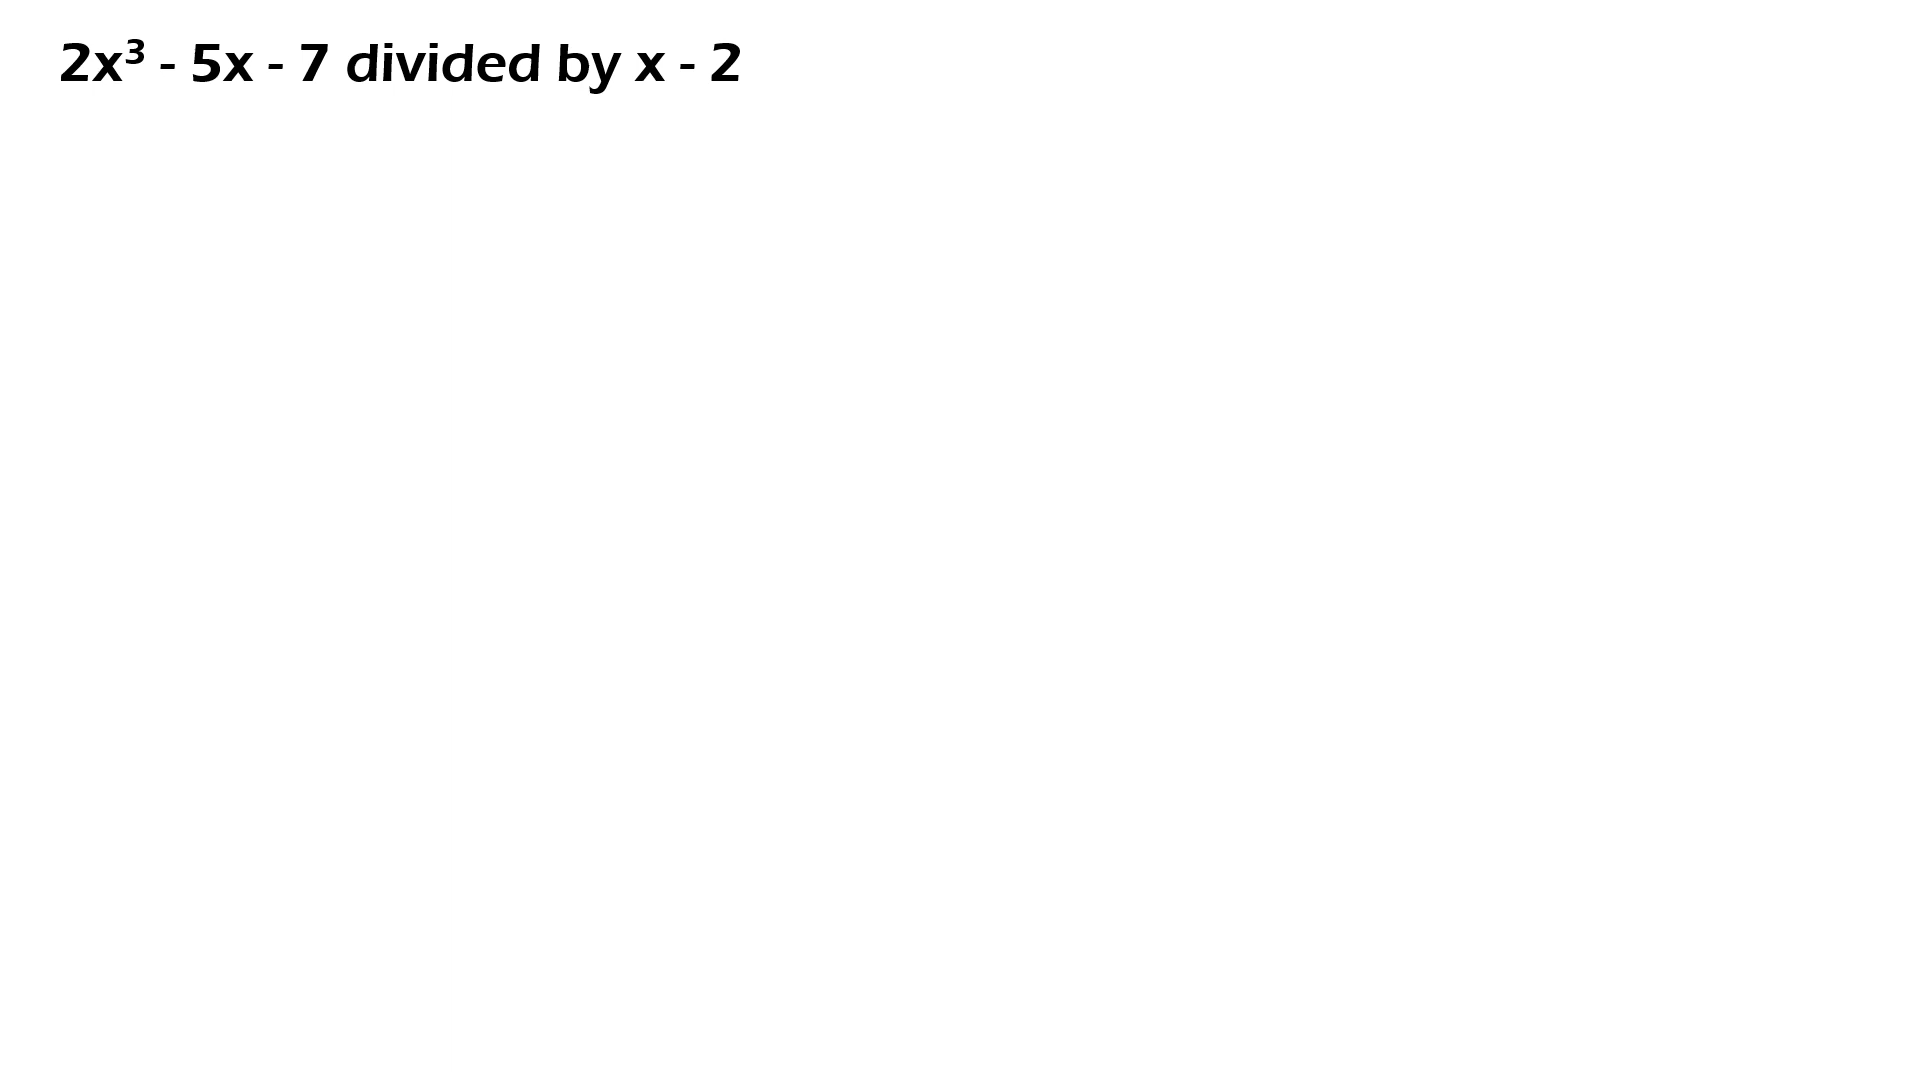 2x³ - 5x - 7 divided by x - 2